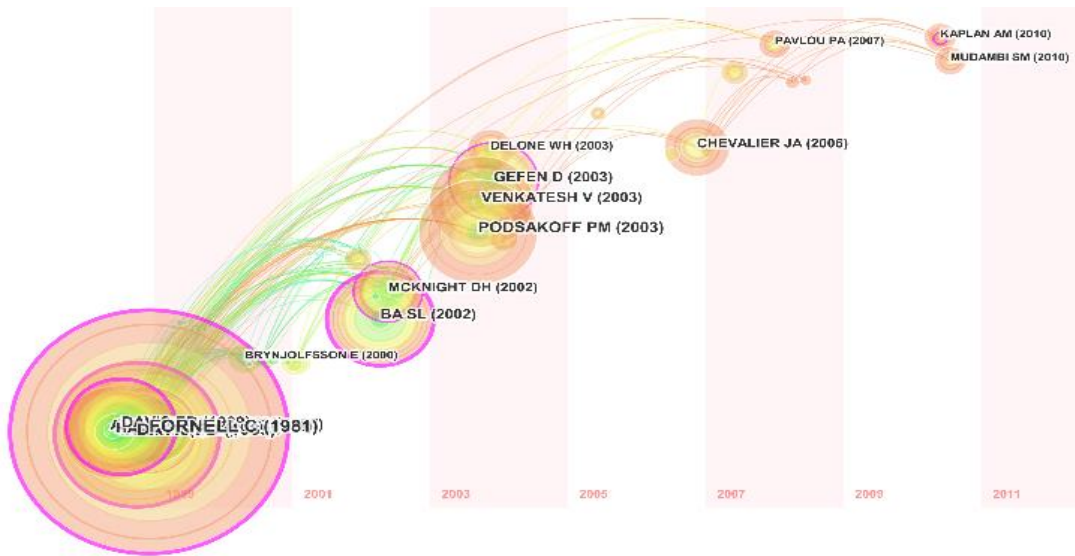 KAPLAN AM (2010)
PAVLOU PA (2007)
MUDAMBI SM (2010)
CHEVALIER JA (2006)
DELONE WH (2003)
GEFEN D (2003)
VENKATESH V (2003)
PODSAKOFF PM (2003)
MCKNIGHT DH (2002)
BA SL (2002)
BRYNJOLFSSON E (2000)
FORNELL C (1981)
2001
2003
2005
2007
2009
2011